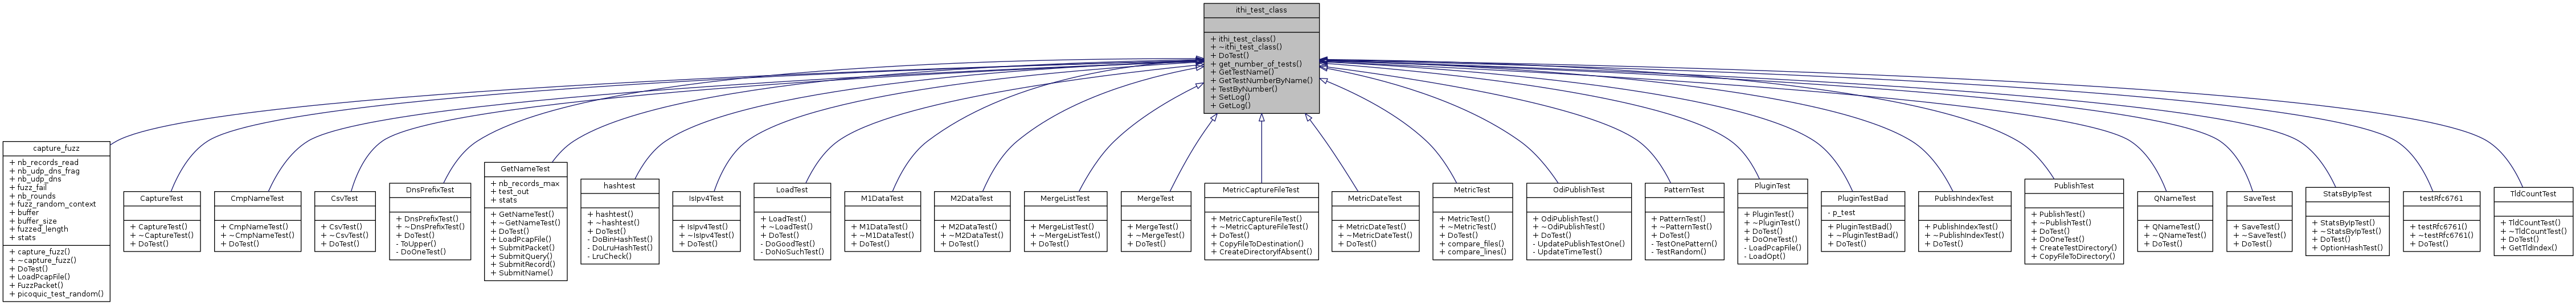 ithi_test_class
+ ithi_test_class()
+ ~ithi_test_class()
+ DoTest()
+ get_number_of_tests()
+ GetTestName()
+ GetTestNumberByName()
+ TestByNumber()
+ SetLog()
+ GetLog()
capture_fuzz
+ nb_records_read
+ nb_udp_dns_frag
+ nb_udp_dns
+ fuzz_fail
+ nb_rounds
+ fuzz_random_context
+ buffer
+ buffer_size
+ fuzzed_length
+ stats
+ capture_fuzz()
+ ~capture_fuzz()
+ DoTest()
+ LoadPcapFile()
+ FuzzPacket()
+ picoquic_test_random()
CaptureTest
+ CaptureTest()
+ ~CaptureTest()
+ DoTest()
CmpNameTest
+ CmpNameTest()
+ ~CmpNameTest()
+ DoTest()
CsvTest
+ CsvTest()
+ ~CsvTest()
+ DoTest()
DnsPrefixTest
+ DnsPrefixTest()
+ ~DnsPrefixTest()
+ DoTest()
- ToUpper()
- DoOneTest()
GetNameTest
+ nb_records_max
+ test_out
+ stats
+ GetNameTest()
+ ~GetNameTest()
+ DoTest()
+ LoadPcapFile()
+ SubmitPacket()
+ SubmitQuery()
+ SubmitRecord()
+ SubmitName()
hashtest
+ hashtest()
+ ~hashtest()
+ DoTest()
- DoBinHashTest()
- DoLruHashTest()
- LruCheck()
IsIpv4Test
+ IsIpv4Test()
+ ~IsIpv4Test()
+ DoTest()
LoadTest
+ LoadTest()
+ ~LoadTest()
+ DoTest()
- DoGoodTest()
- DoNoSuchTest()
M1DataTest
+ M1DataTest()
+ ~M1DataTest()
+ DoTest()
M2DataTest
+ M2DataTest()
+ ~M2DataTest()
+ DoTest()
MergeListTest
+ MergeListTest()
+ ~MergeListTest()
+ DoTest()
MergeTest
+ MergeTest()
+ ~MergeTest()
+ DoTest()
MetricCaptureFileTest
+ MetricCaptureFileTest()
+ ~MetricCaptureFileTest()
+ DoTest()
+ CopyFileToDestination()
+ CreateDirectoryIfAbsent()
MetricDateTest
+ MetricDateTest()
+ ~MetricDateTest()
+ DoTest()
MetricTest
+ MetricTest()
+ ~MetricTest()
+ DoTest()
+ compare_files()
+ compare_lines()
OdiPublishTest
+ OdiPublishTest()
+ ~OdiPublishTest()
+ DoTest()
- UpdatePublishTestOne()
- UpdateTimeTest()
PatternTest
+ PatternTest()
+ ~PatternTest()
+ DoTest()
- TestOnePattern()
- TestRandom()
PluginTest
+ PluginTest()
+ ~PluginTest()
+ DoTest()
+ DoOneTest()
- LoadPcapFile()
- LoadOpt()
PluginTestBad
- p_test
+ PluginTestBad()
+ ~PluginTestBad()
+ DoTest()
PublishIndexTest
+ PublishIndexTest()
+ ~PublishIndexTest()
+ DoTest()
PublishTest
+ PublishTest()
+ ~PublishTest()
+ DoTest()
+ DoOneTest()
+ CreateTestDirectory()
+ CopyFileToDirectory()
QNameTest
+ QNameTest()
+ ~QNameTest()
+ DoTest()
SaveTest
+ SaveTest()
+ ~SaveTest()
+ DoTest()
StatsByIpTest
+ StatsByIpTest()
+ ~StatsByIpTest()
+ DoTest()
+ OptionHashTest()
testRfc6761
+ testRfc6761()
+ ~testRfc6761()
+ DoTest()
TldCountTest
+ TldCountTest()
+ ~TldCountTest()
+ DoTest()
+ GetTldIndex()